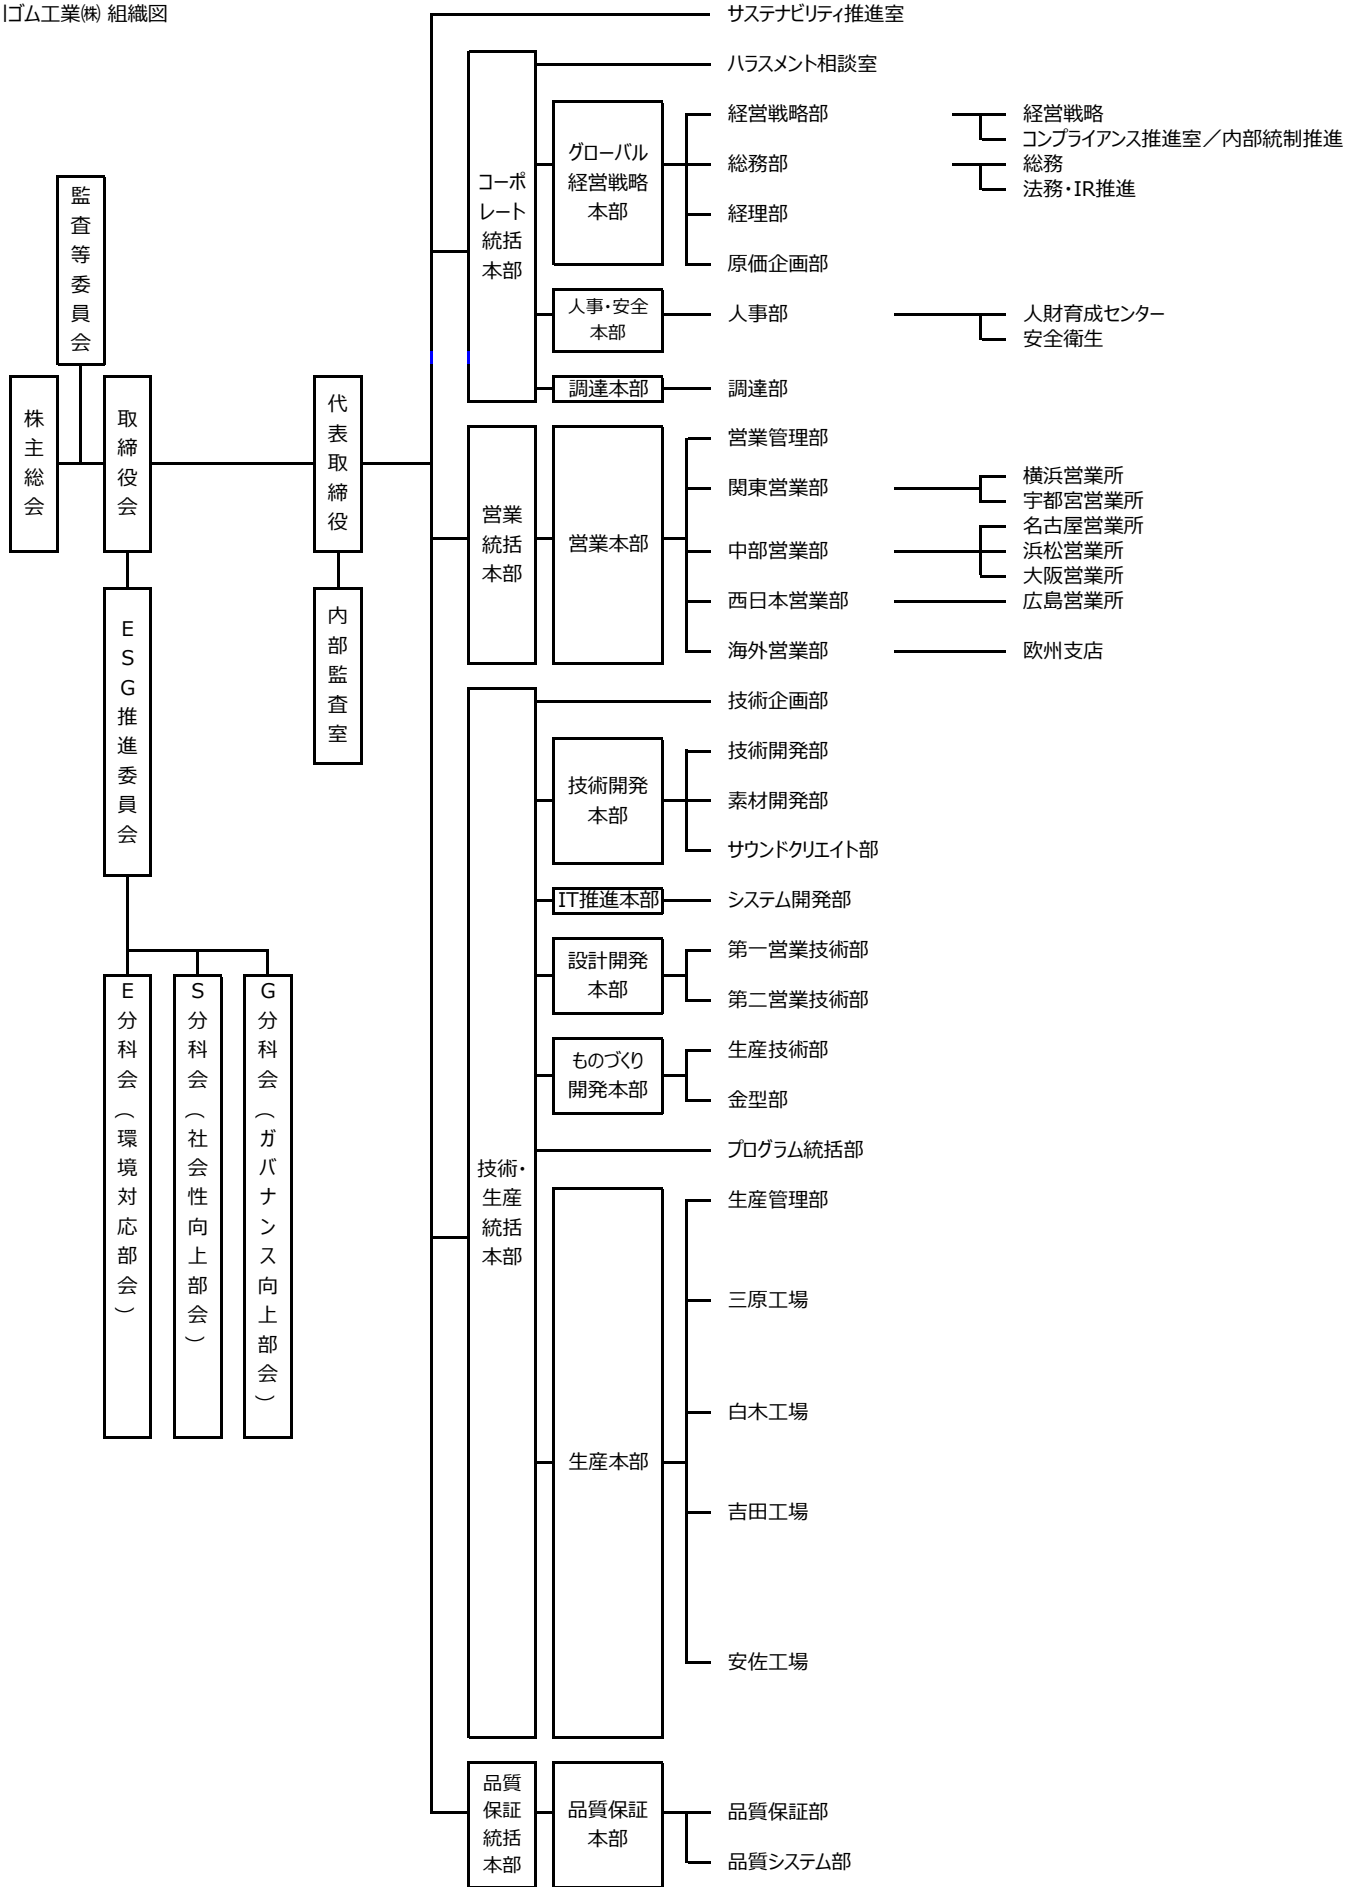 ゴム工業㈱ 組織図
サステナビリティ推進室
ハラスメント相談室
経営戦略部
経営戦略
コンプライアンス推進室／内部統制推進
グローバル
経営戦略
本部
総務部
総務
法務・IR推進
コーポ
レート
統括
本部
経理部
原価企画部
監査等委員会
人事・安全
本部
人事部
人財育成センター
安全衛生
調達本部
調達部
株主総会
取締役会
代表取締役
営業
統括
本部
営業本部
営業管理部
関東営業部
横浜営業所
宇都宮営業所
中部営業部
名古屋営業所
浜松営業所
大阪営業所
西日本営業部
広島営業所
海外営業部
欧州支店
ESG推進委員会
内部監査室
技術企画部
技術開発
本部
技術開発部
素材開発部
サウンドクリエイト部
IT推進本部
システム開発部
設計開発
本部
第一営業技術部
第二営業技術部
E分科会（環境対応部会）
S分科会（社会性向上部会）
G分科会（ガバナンス向上部会）
ものづくり
開発本部
生産技術部
金型部
プログラム統括部
技術・
生産
統括
本部
生産本部
生産管理部
三原工場
白木工場
吉田工場
安佐工場
品質
保証
統括
本部
品質保証
本部
品質保証部
品質システム部